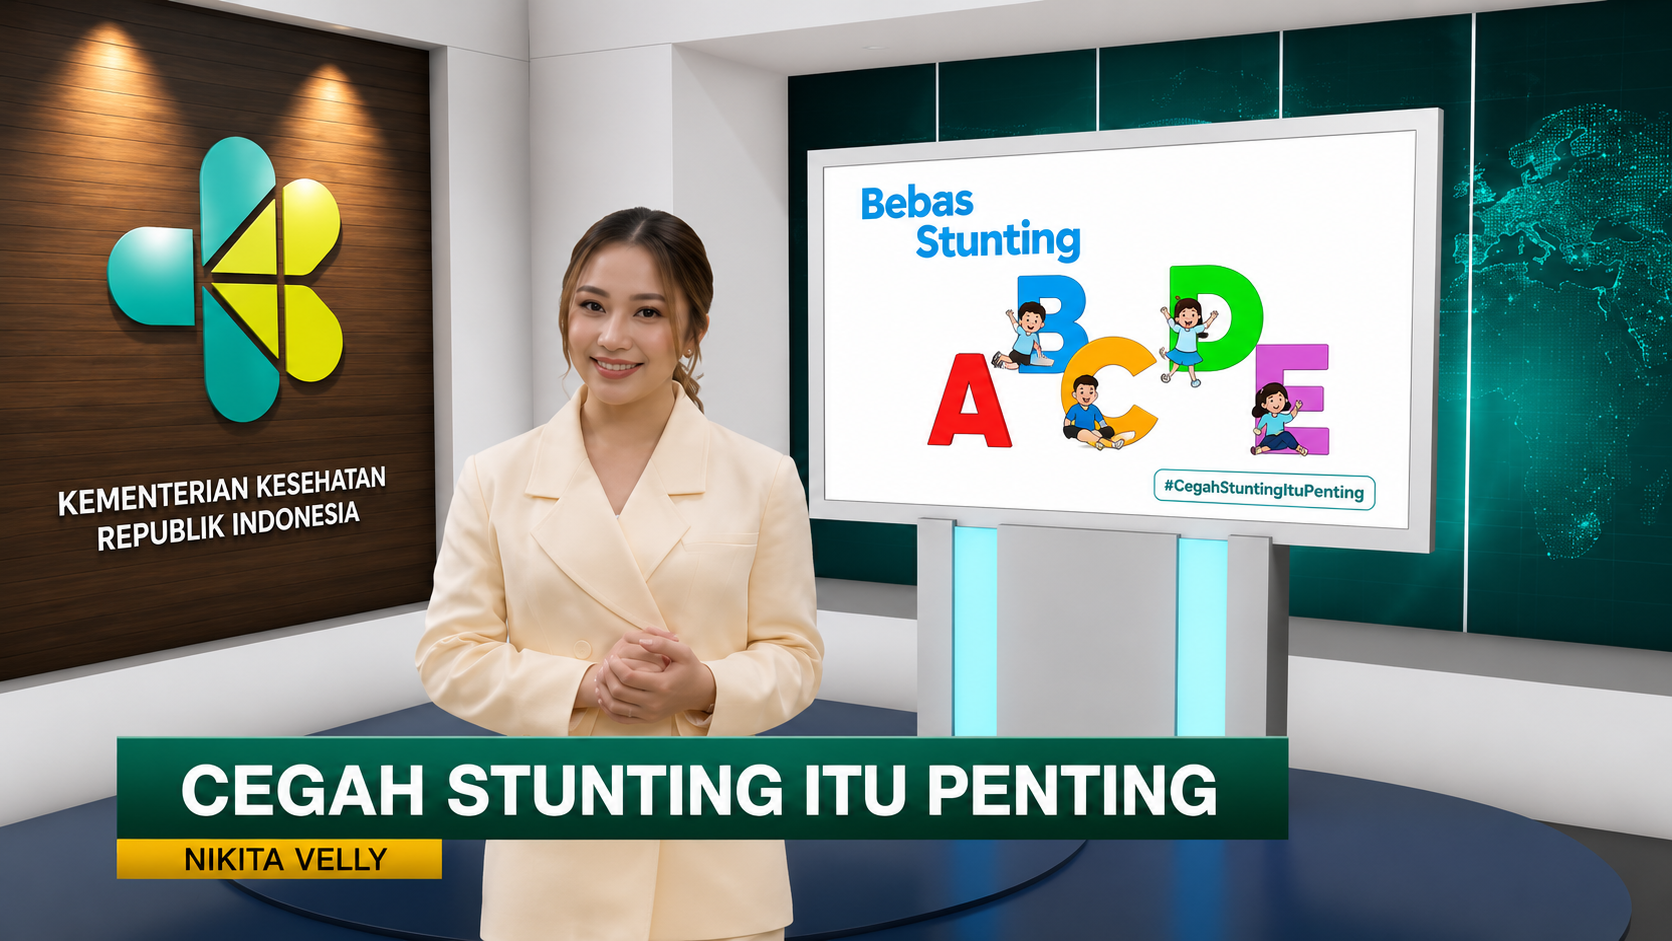 KEMENTERIAN KESEHATAN
REPUBLIK INDONESIA
Bebas
Stunting
A B C D E
#CegahStuntingItuPenting
CEGAH STUNTING ITU PENTING
NIKITA VELLY